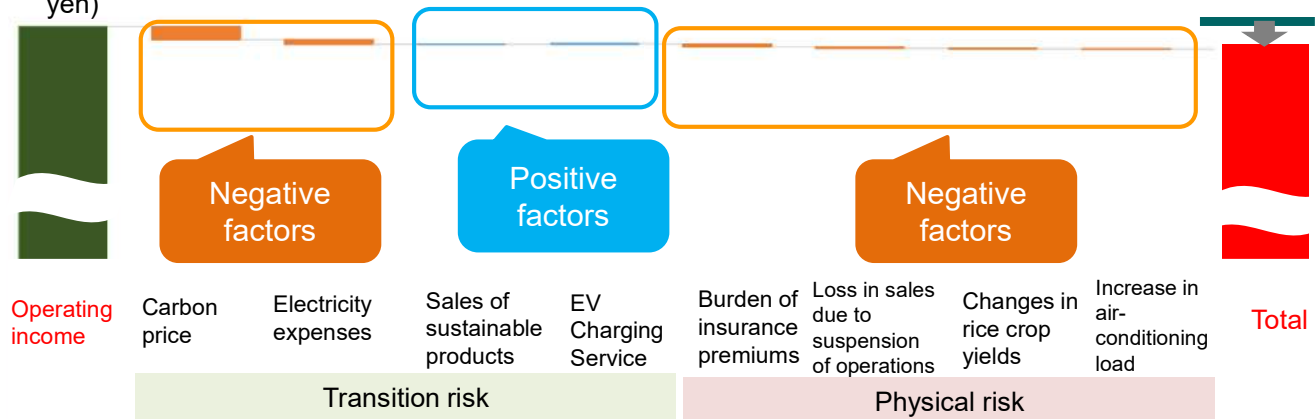 yen)
Negative
factors
Positive
factors
Negative
factors
Operating
income
Carbon
price
Electricity
expenses
Sales of
sustainable
products
EV
Charging
Service
Burden of
insurance
premiums
Loss in sales
due to
suspension
of operations
Changes in
rice crop
yields
Increase in
air-
conditioning
load
Total
Transition risk
Physical risk